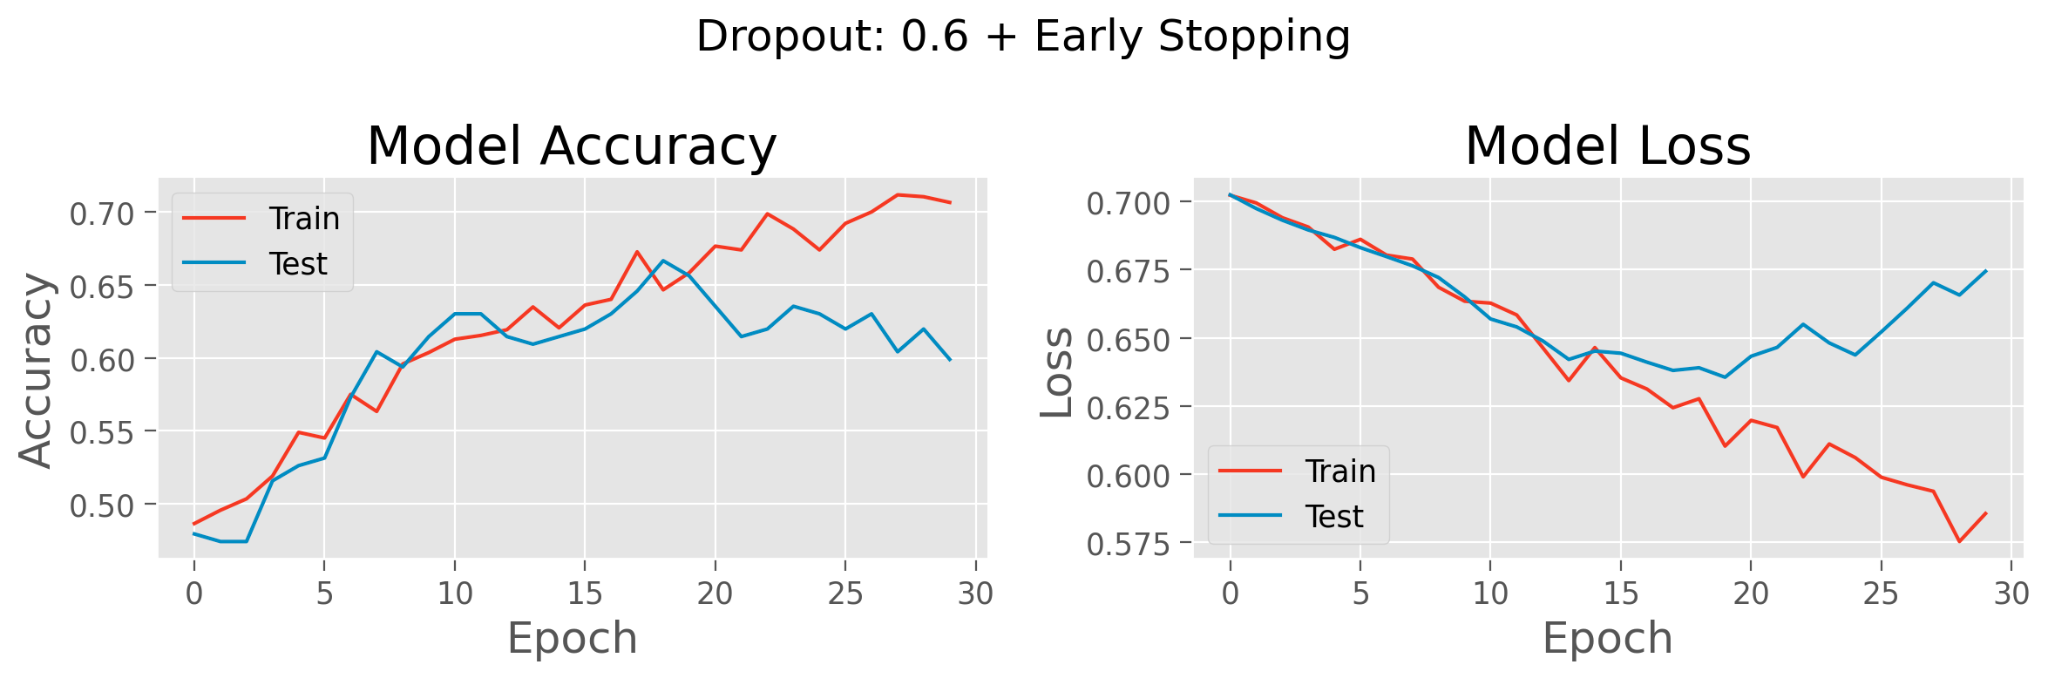 Dropout: 0.6 + Early Stopping
Model Accuracy
Accuracy
0.70
0.65
0.60
0.55
0.50
Train
Test
0
5
10
15
20
25
30
Epoch
Model Loss
Loss
0.700
0.675
0.650
0.625
0.600
0.575
Train
Test
0
5
10
15
20
25
30
Epoch